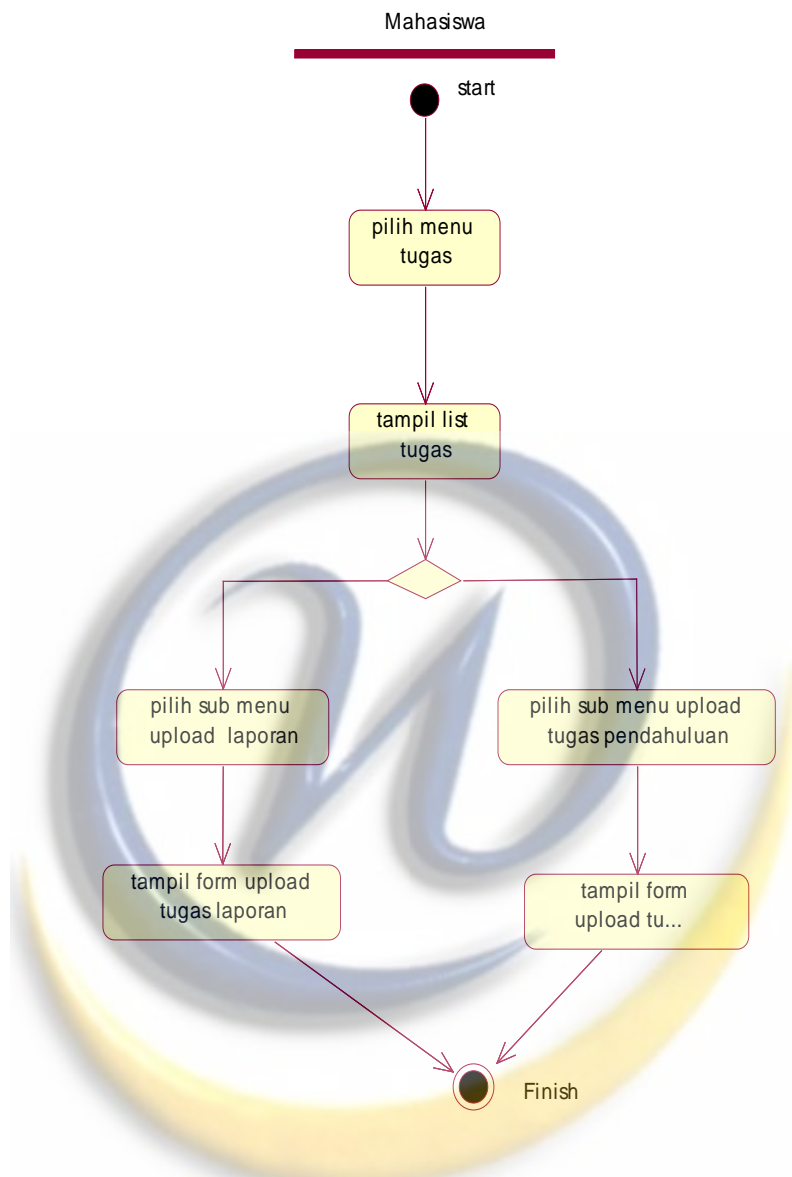 Mahasiswa
start
pilih menu
tugas
tampil list
tugas
pilih sub menu
upload laporan
pilih sub menu upload
tugas pendahuluan
tampil form upload
tugas laporan
tampil form
upload tu...
Finish